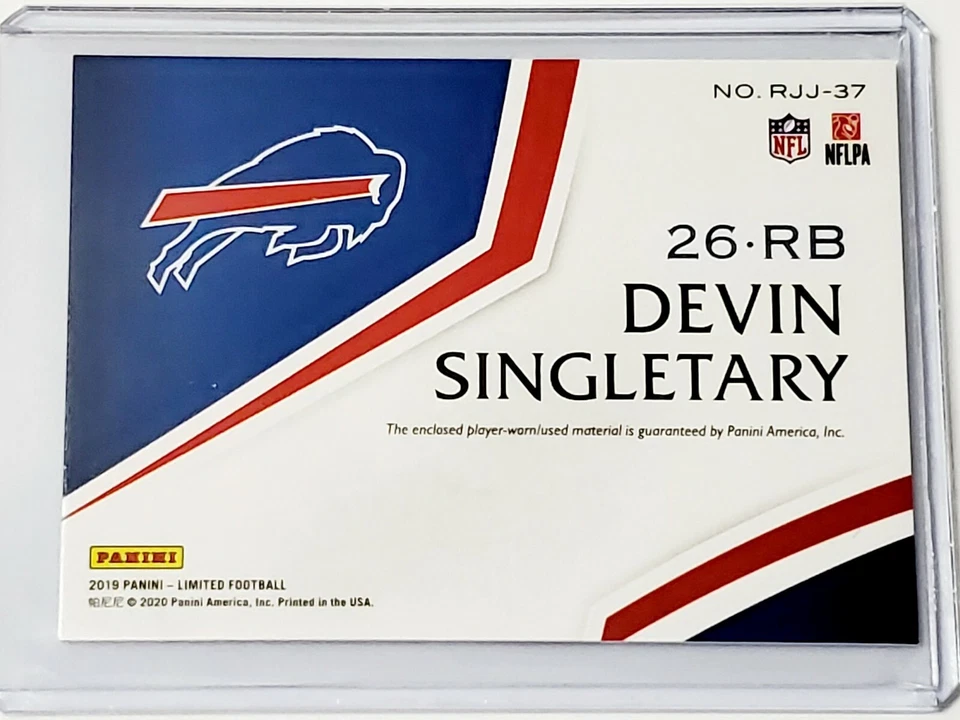 NO. RJJ-37
NFL
NFLPA
26·RB
DEVIN
SINGLETARY
The enclosed player-worn/used material is guaranteed by Panini America, Inc.
PANINI
2019 PANINI – LIMITED FOOTBALL
帕尼尼 © 2020 Panini America, Inc. Printed in the USA.